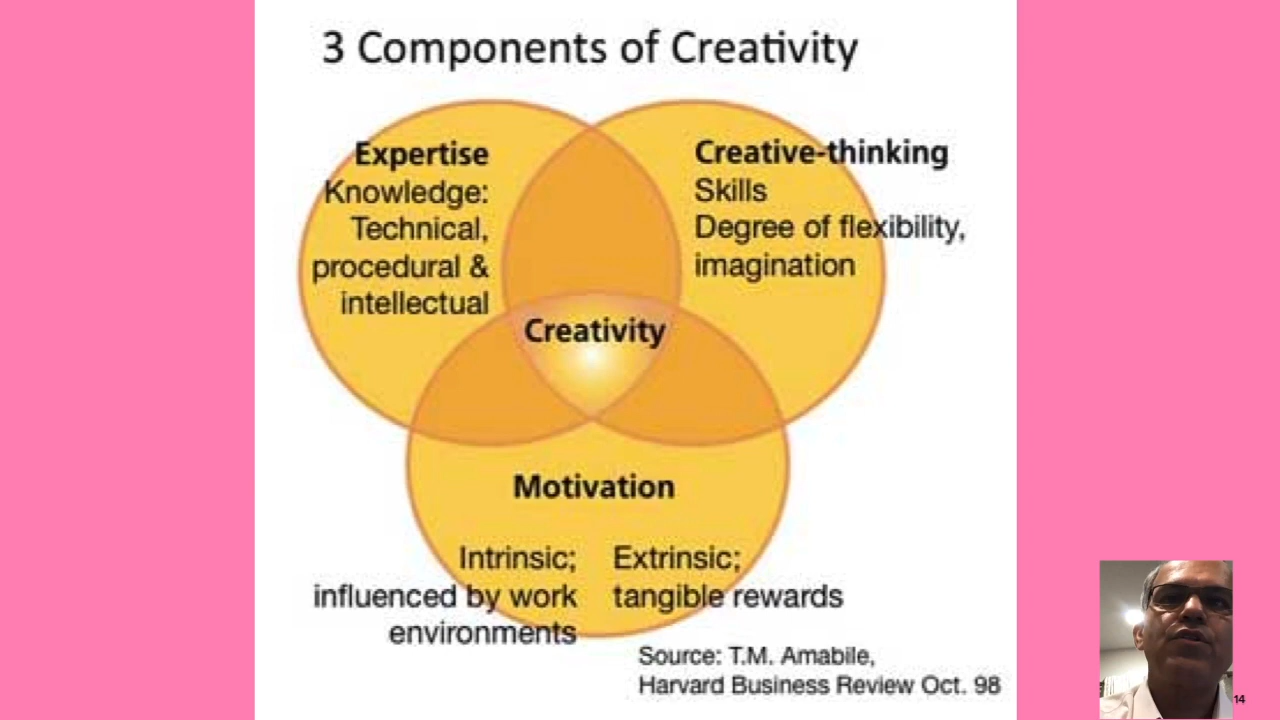 3 Components of Creativity
Expertise
Knowledge:
Technical,
procedural &
intellectual
Creative-thinking
Skills
Degree of flexibility,
imagination
Creativity
Motivation
Intrinsic;
influenced by work
environments
Extrinsic;
tangible rewards
Source: T.M. Amabile,
Harvard Business Review Oct. 98
14